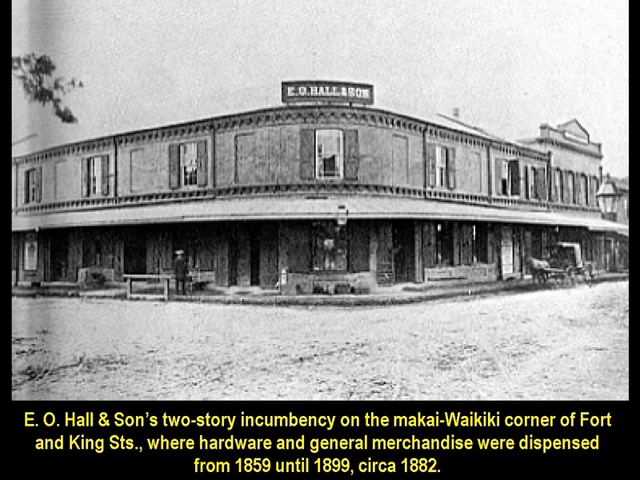 E. O. HALL & SON
E. O. Hall & Son’s two-story incumbency on the makai-Waikiki corner of Fort
and King Sts., where hardware and general merchandise were dispensed
from 1859 until 1899, circa 1882.